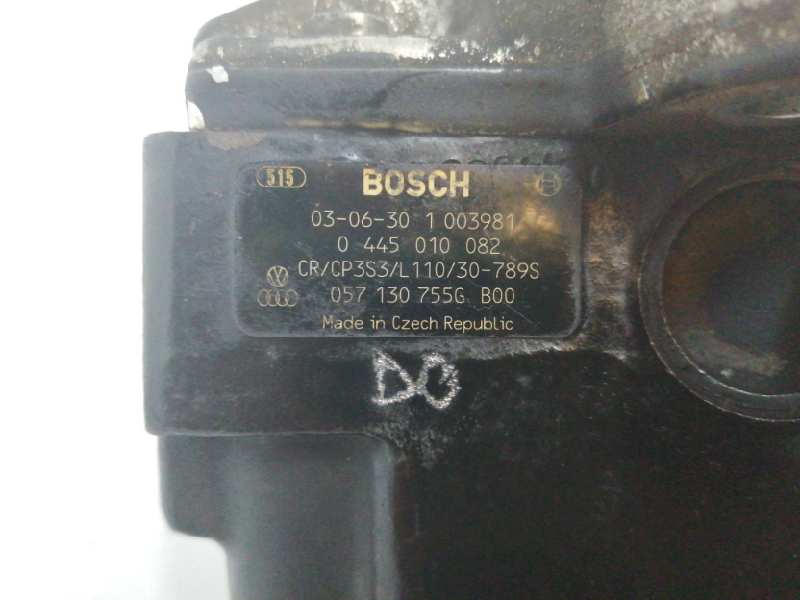 515 BOSCH
03-06-30 1 003981
0 445 010 082
CR/CP3S3/L110/30-789S
057 130 755G B00
Made in Czech Republic
DO